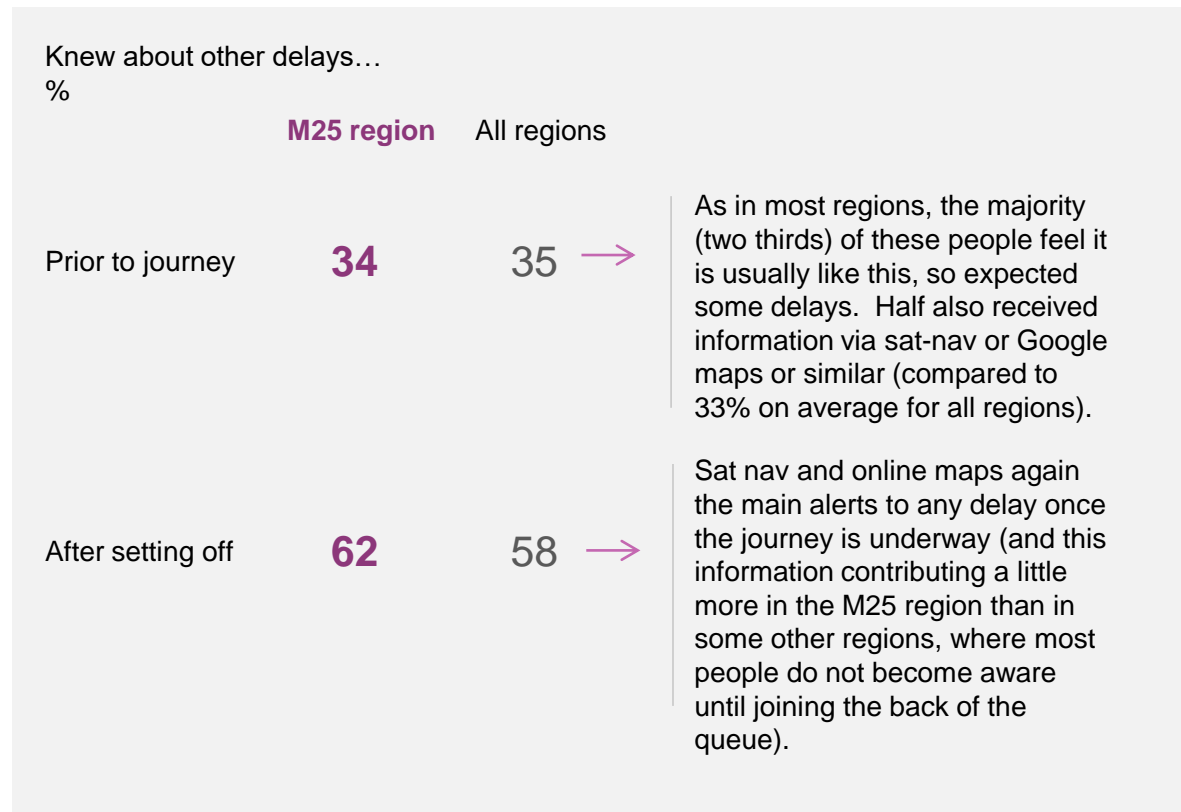 Knew about other delays…
%
M25 region All regions
Prior to journey 34 35
As in most regions, the majority
(two thirds) of these people feel it
is usually like this, so expected
some delays.  Half also received
information via sat-nav or Google
maps or similar (compared to
33% on average for all regions).
After setting off 62 58
Sat nav and online maps again
the main alerts to any delay once
the journey is underway (and this
information contributing a little
more in the M25 region than in
some other regions, where most
people do not become aware
until joining the back of the
queue).